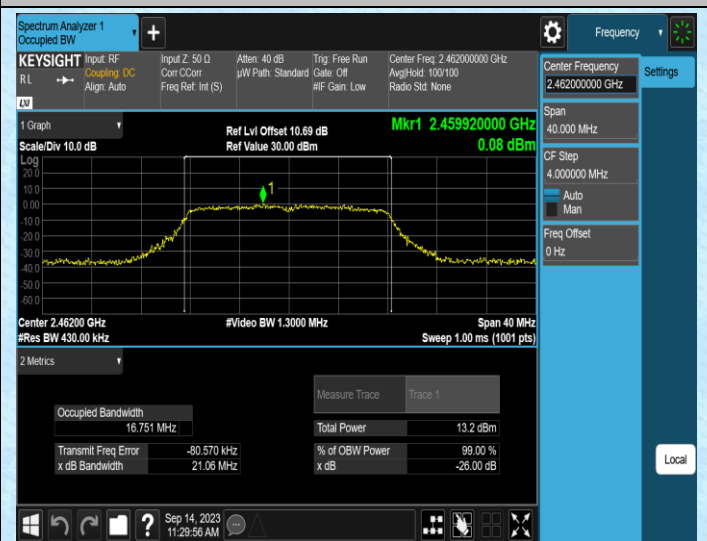 Spectrum Analyzer 1
Occupied BW
Frequency
KEYSIGHT
RL
LXI
Input: RF
Coupling: DC
Align: Auto
Input Z: 50 Ω
Corr CCorr
Freq Ref: Int (S)
Atten: 40 dB
µW Path: Standard
Trig: Free Run
Gate: Off
#IF Gain: Low
Center Freq: 2.462000000 GHz
Avg|Hold: 100/100
Radio Std: None
Center Frequency
2.462000000 GHz
Settings
Span
40.000 MHz
CF Step
4.000000 MHz
Auto
Man
Freq Offset
0 Hz
1 Graph
Scale/Div 10.0 dB
Ref Lvl Offset 10.69 dB
Ref Value 30.00 dBm
Mkr1 2.459920000 GHz
0.08 dBm
Log
20.0
10.0
0.00
-10.0
-20.0
-30.0
-40.0
-50.0
-60.0
1
Center 2.46200 GHz
#Res BW 430.00 kHz
#Video BW 1.3000 MHz
Span 40 MHz
Sweep 1.00 ms (1001 pts)
2 Metrics
Measure Trace Trace 1
Occupied Bandwidth
16.751 MHz
Total Power 13.2 dBm
Transmit Freq Error -80.570 kHz
% of OBW Power 99.00 %
x dB Bandwidth 21.06 MHz
x dB -26.00 dB
Local
?
Sep 14, 2023
11:29:56 AM